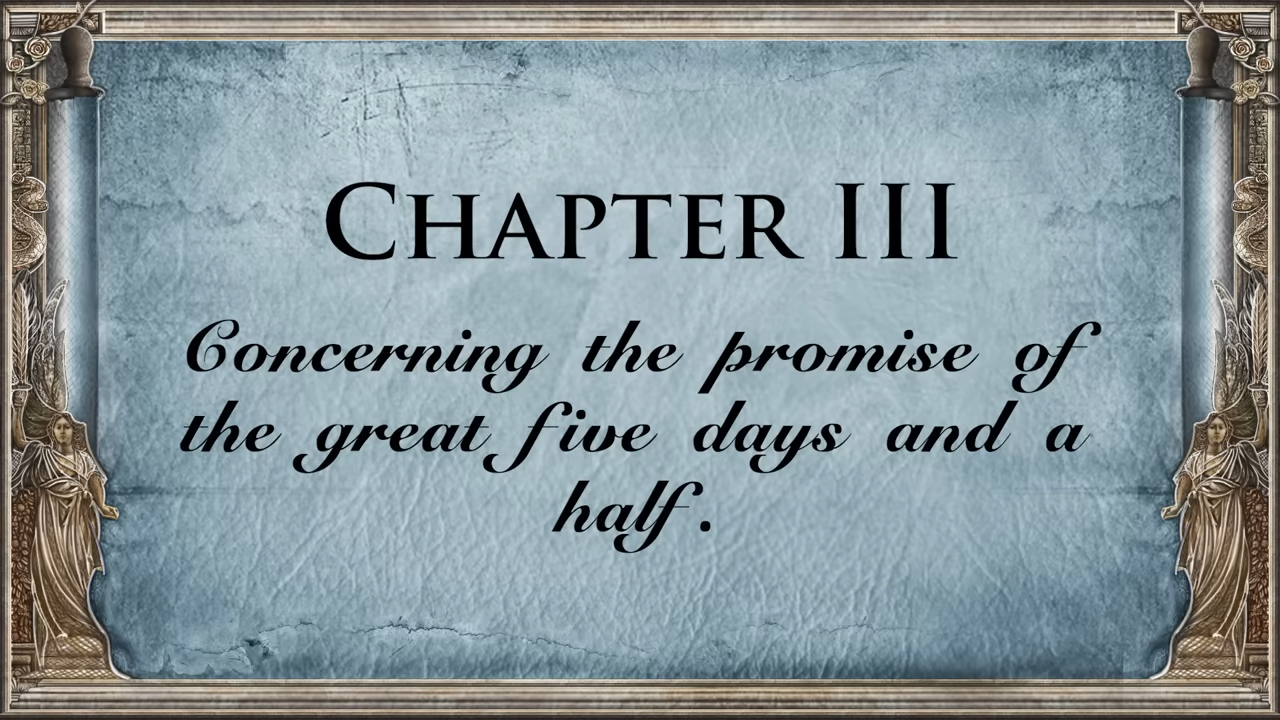 Chapter III
Concerning the promise of
the great five days and a
half.